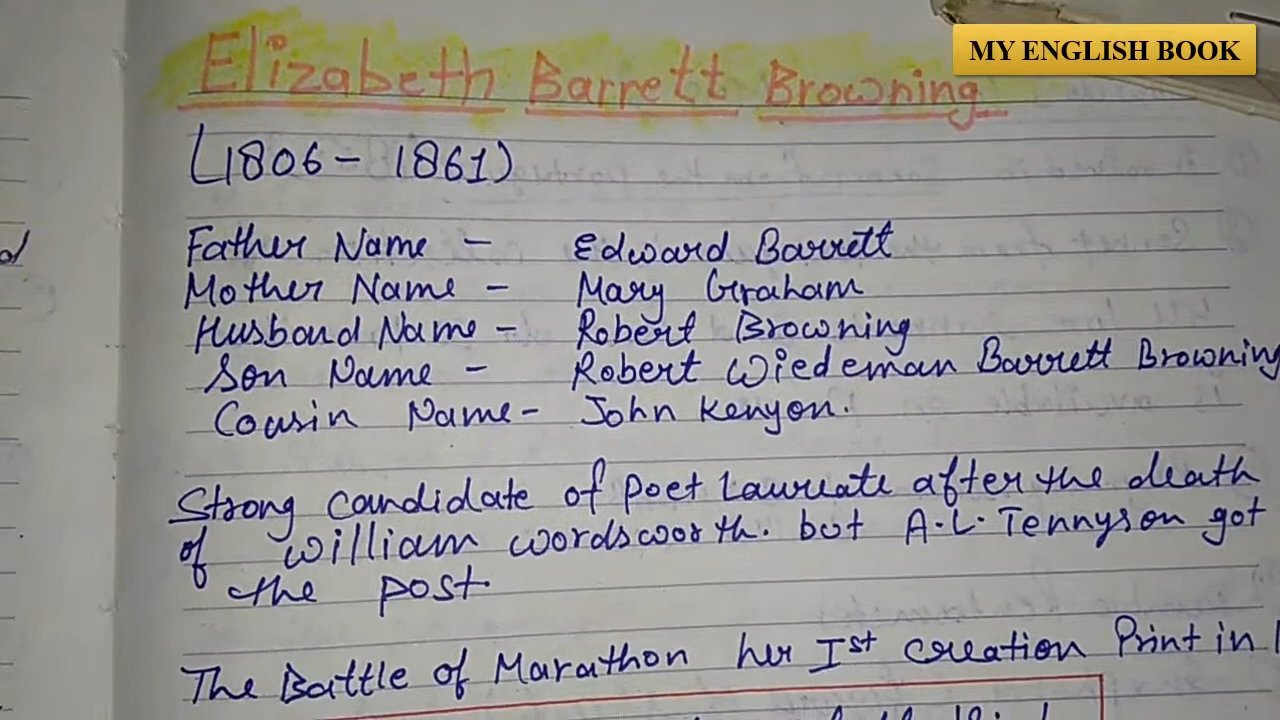 MY ENGLISH BOOK
Elizabeth Barrett Browning
(1806 - 1861)
Father Name - Edward Barrett
Mother Name - Mary Graham
Husband Name - Robert Browning
Son Name - Robert Wiedeman Barrett Browning
Cousin Name - John Kenyon.
Strong candidate of Poet Laureate after the death
of William Wordsworth. but A.L. Tennyson got
the post.
The Battle of Marathon her Ist creation Print in